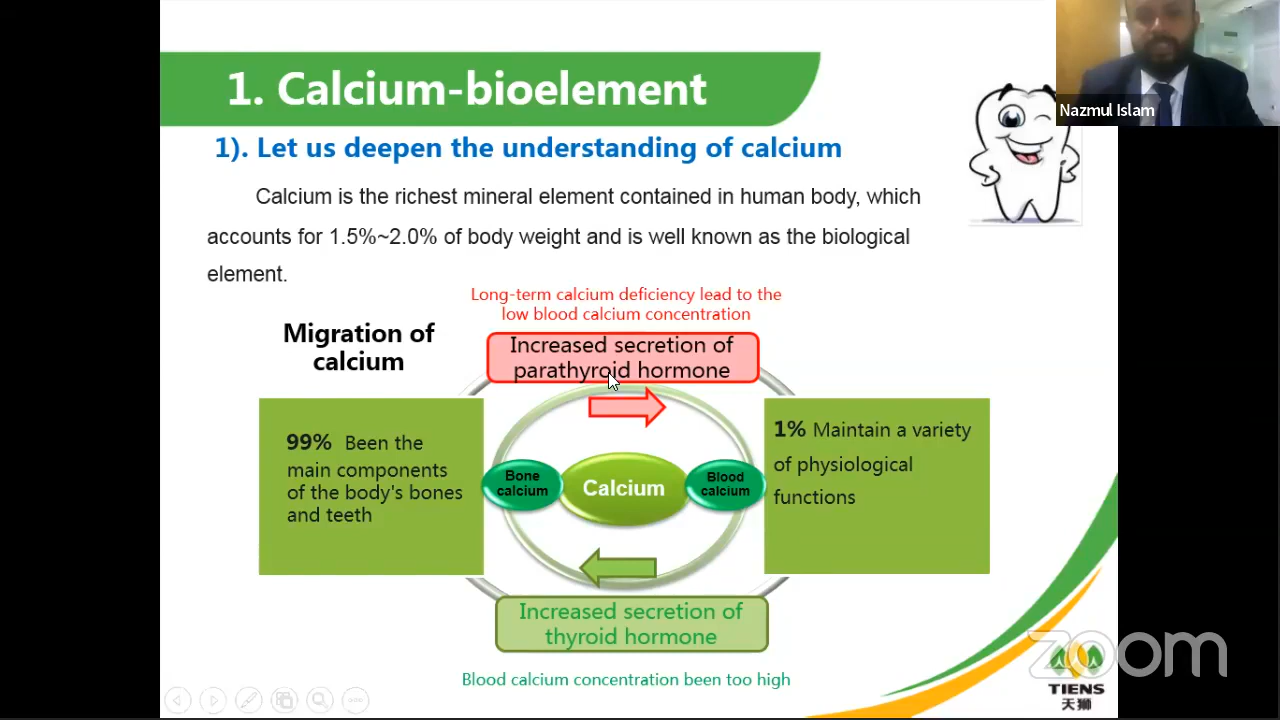 1. Calcium-bioelement
Nazmul Islam
1). Let us deepen the understanding of calcium
Calcium is the richest mineral element contained in human body, which
accounts for 1.5%~2.0% of body weight and is well known as the biological
element.
Long-term calcium deficiency lead to the
low blood calcium concentration
Migration of
calcium
Increased secretion of
parathyroid hormone
99% Been the
main components
of the body's bones
and teeth
Bone
calcium
Calcium
Blood
calcium
1% Maintain a variety
of physiological
functions
Increased secretion of
thyroid hormone
Blood calcium concentration been too high
zoom
TIENS
天狮